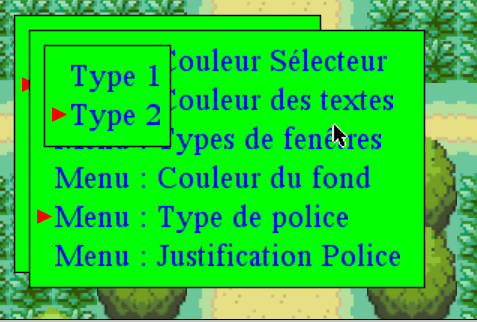 Type 1
Type 2
Couleur Sélecteur
Couleur des textes
Types de fenêtres
Menu : Couleur du fond
Menu : Type de police
Menu : Justification Police